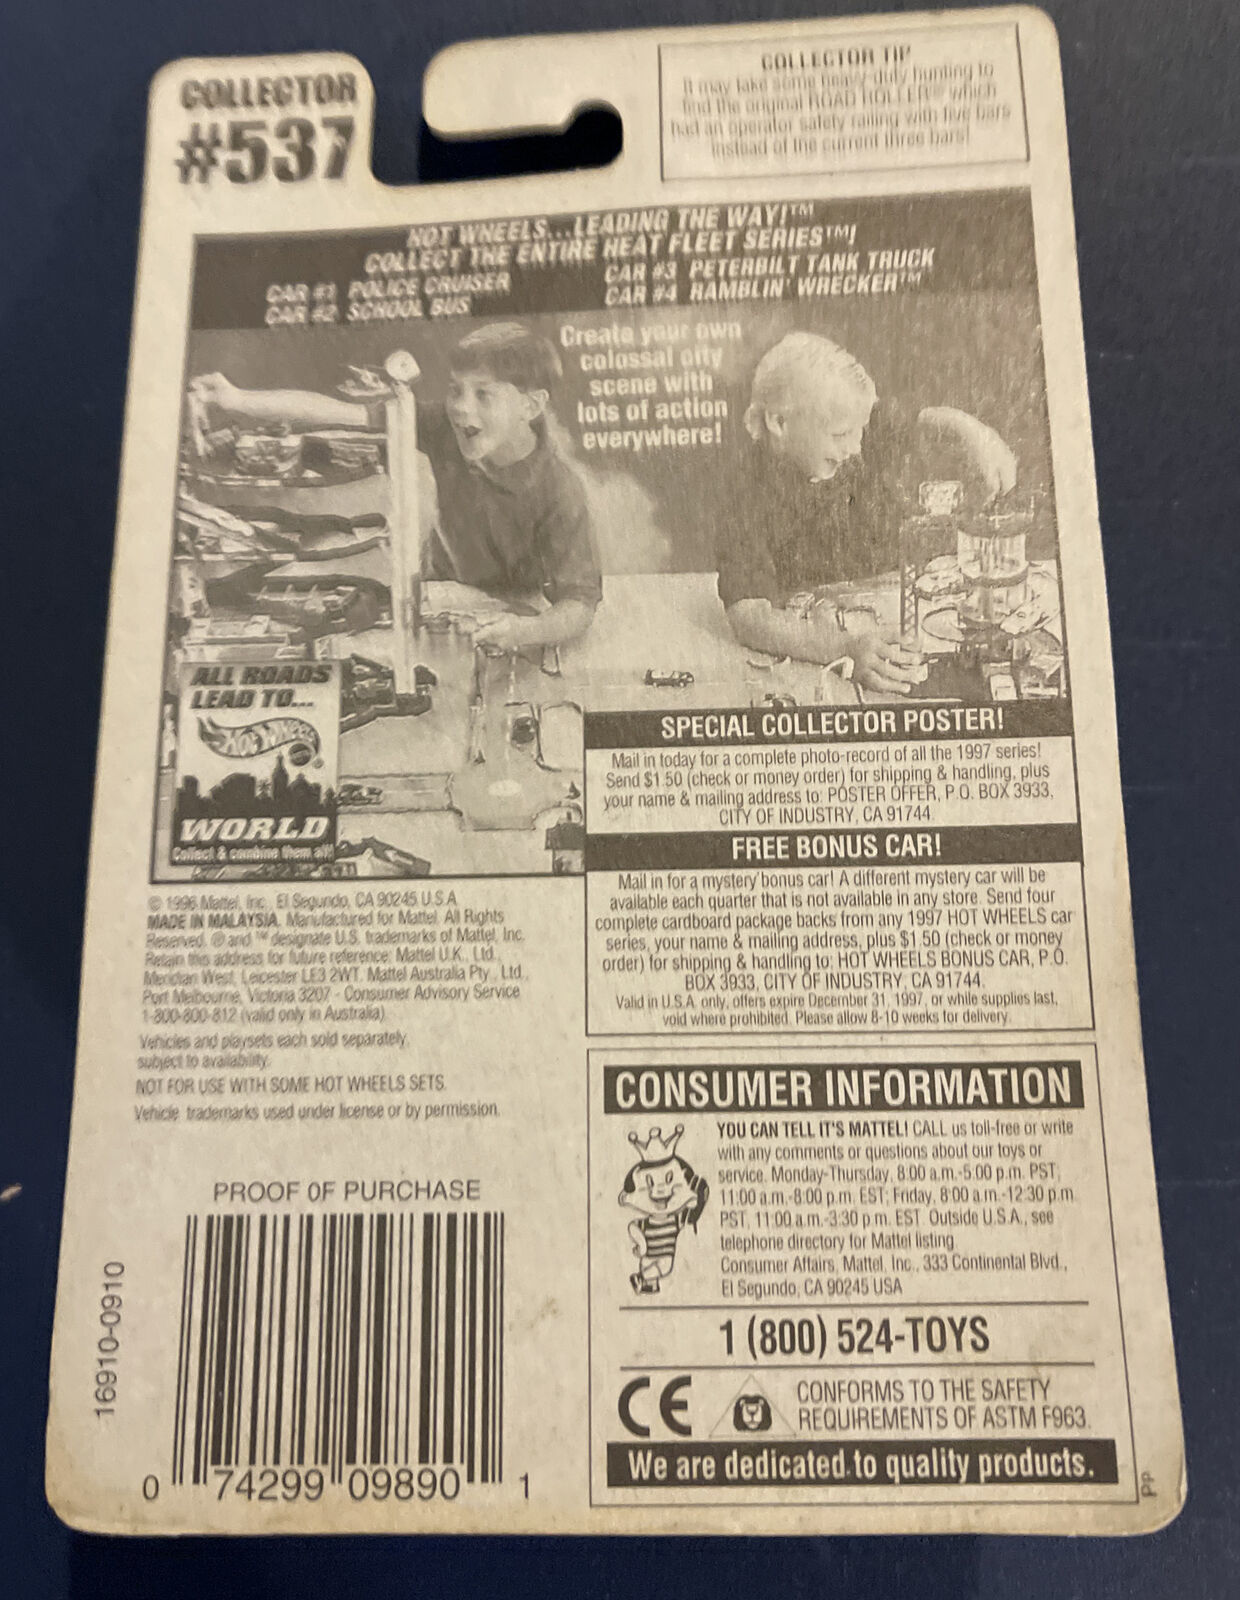 COLLECTOR
#537
COLLECTOR TIP
It may take some heavy-duty hunting to
find the original ROAD ROLLER® which
had an operator safety railing with five bars
instead of the current three bars!
HOT WHEELS...LEADING THE WAY!™
COLLECT THE ENTIRE HEAT FLEET SERIES™!
CAR #1 POLICE CRUISER
CAR #2 SCHOOL BUS
CAR #3 PETERBILT TANK TRUCK
CAR #4 RAMBLIN' WRECKER™
Create your own
colossal city
scene with
lots of action
everywhere!
ALL ROADS
LEAD TO...
HOT WHEELS
®
WORLD
Collect & combine them all!
SPECIAL COLLECTOR POSTER!
Mail in today for a complete photo-record of all the 1997 series!
Send $1.50 (check or money order) for shipping & handling, plus
your name & mailing address to: POSTER OFFER, P.O. BOX 3933,
CITY OF INDUSTRY, CA 91744.
FREE BONUS CAR!
Mail in for a mystery bonus car! A different mystery car will be
available each quarter that is not available in any store. Send four
complete cardboard package backs from any 1997 HOT WHEELS car
series, your name & mailing address, plus $1.50 (check or money
order) for shipping & handling to: HOT WHEELS BONUS CAR, P.O.
BOX 3933, CITY OF INDUSTRY, CA 91744.
Valid in U.S.A. only, offers expire December 31, 1997, or while supplies last,
void where prohibited. Please allow 8-10 weeks for delivery.
© 1996 Mattel, Inc., El Segundo, CA 90245 U.S.A.
MADE IN MALAYSIA. Manufactured for Mattel. All Rights
Reserved. ® and ™ designate U.S. trademarks of Mattel, Inc.
Retain this address for future reference: Mattel U.K., Ltd.,
Meridian West, Leicester LE3 2WT. Mattel Australia Pty., Ltd.,
Port Melbourne, Victoria 3207 - Consumer Advisory Service
1-800-800-812 (valid only in Australia).
Vehicles and playsets each sold separately,
subject to availability.
NOT FOR USE WITH SOME HOT WHEELS SETS.
Vehicle trademarks used under license or by permission.
PROOF OF PURCHASE
16910-0910
0 74299 09890 1
CONSUMER INFORMATION
YOU CAN TELL IT'S MATTEL! CALL us toll-free or write
with any comments or questions about our toys or
service. Monday-Thursday, 8:00 a.m.-5:00 p.m. PST;
11:00 a.m.-8:00 p.m. EST; Friday, 8:00 a.m.-12:30 p.m.
PST, 11:00 a.m.-3:30 p.m. EST. Outside U.S.A., see
telephone directory for Mattel listing.
Consumer Affairs, Mattel, Inc., 333 Continental Blvd.,
El Segundo, CA 90245 USA
1 (800) 524-TOYS
CE
CONFORMS TO THE SAFETY
REQUIREMENTS OF ASTM F963.
We are dedicated to quality products.
PP